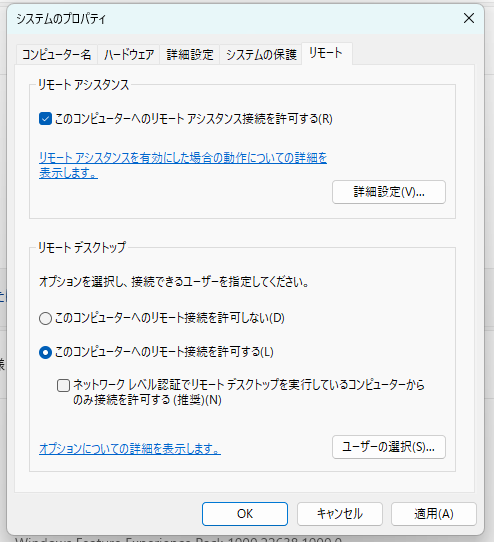 システムのプロパティ
コンピューター名
ハードウェア
詳細設定
システムの保護
リモート
リモート アシスタンス
このコンピューターへのリモート アシスタンス接続を許可する(R)
リモート アシスタンスを有効にした場合の動作についての詳細を
表示します。
詳細設定(V)...
リモート デスクトップ
オプションを選択し、接続できるユーザーを指定してください。
このコンピューターへのリモート接続を許可しない(D)
このコンピューターへのリモート接続を許可する(L)
ネットワーク レベル認証でリモート デスクトップを実行しているコンピューターから
のみ接続を許可する (推奨)(N)
オプションについての詳細を表示します。
ユーザーの選択(S)...
OK
キャンセル
適用(A)